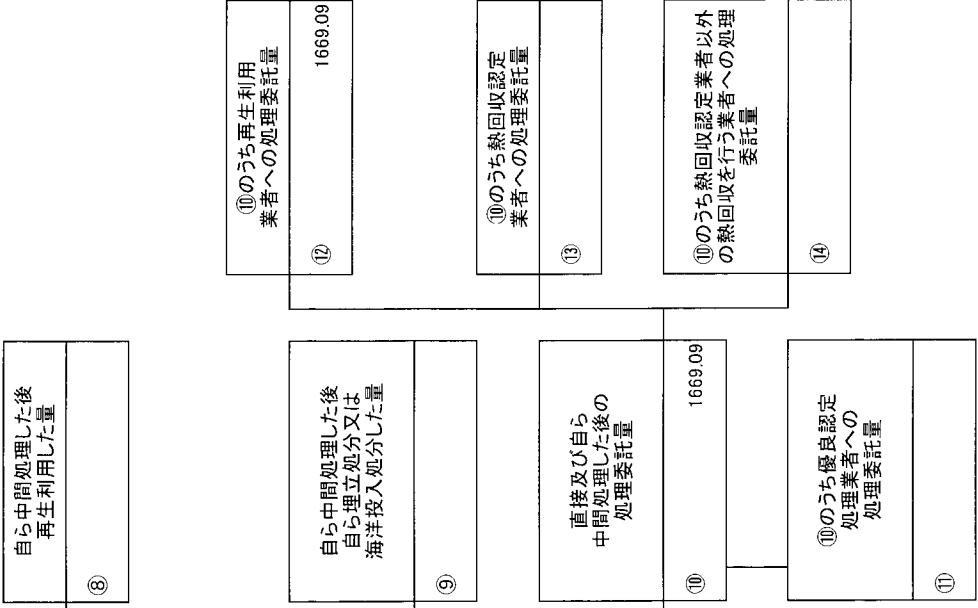 自ら中間処理した後
再生利用した量
⑧
自ら中間処理した後
自ら埋立処分又は
海洋投入処分した量
⑨
直接及び自ら
中間処理した後の
処理委託量
⑩ 1669.09
⑩のうち優良認定
処理業者への
処理委託量
⑪
⑩のうち再生利用
業者への処理委託量
⑫ 1669.09
⑩のうち熱回収認定
業者への処理委託量
⑬
⑩のうち熱回収認定業者以外
の熱回収を行う業者への処理
委託量
⑭